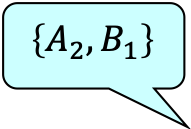 {A₂, B₁}